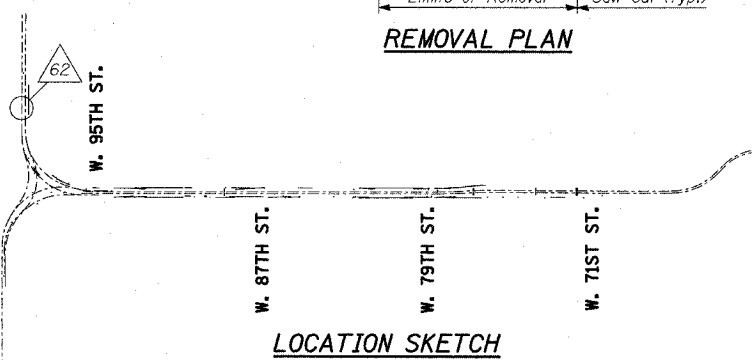 Limits of Removal
Saw Cut (Typ.)
REMOVAL PLAN
62
W. 95TH ST.
W. 87TH ST.
W. 79TH ST.
W. 71ST ST.
LOCATION SKETCH